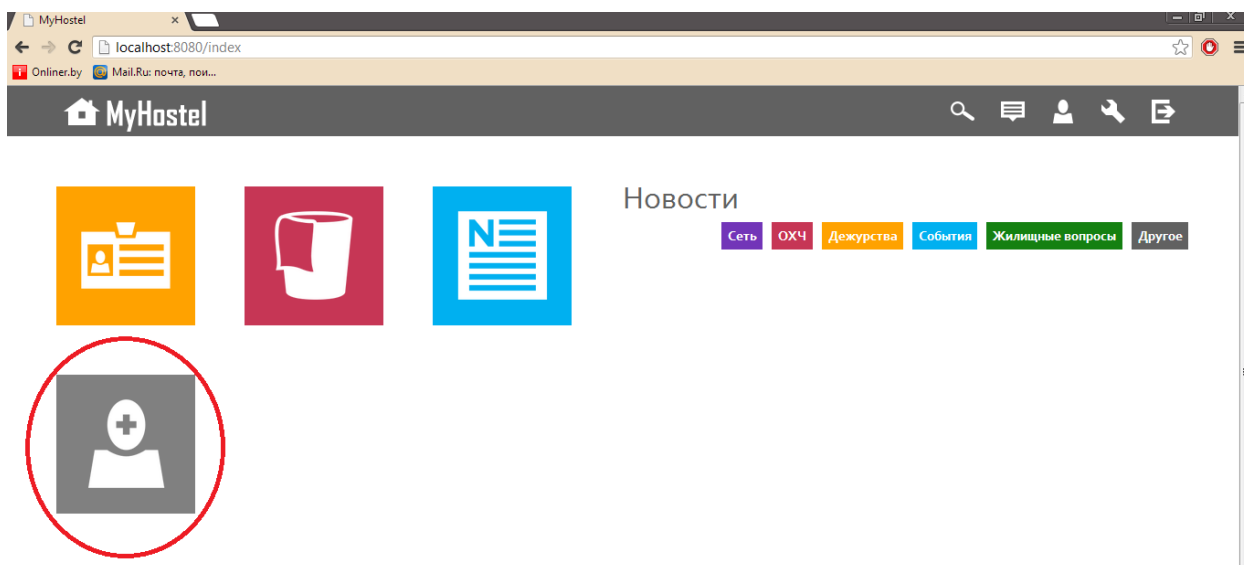 MyHostel
localhost:8080/index
Onliner.by Mail.Ru: почта, пои...
MyHostel
Новости
Сеть ОХЧ Дежурства События Жилищные вопросы Другое
N